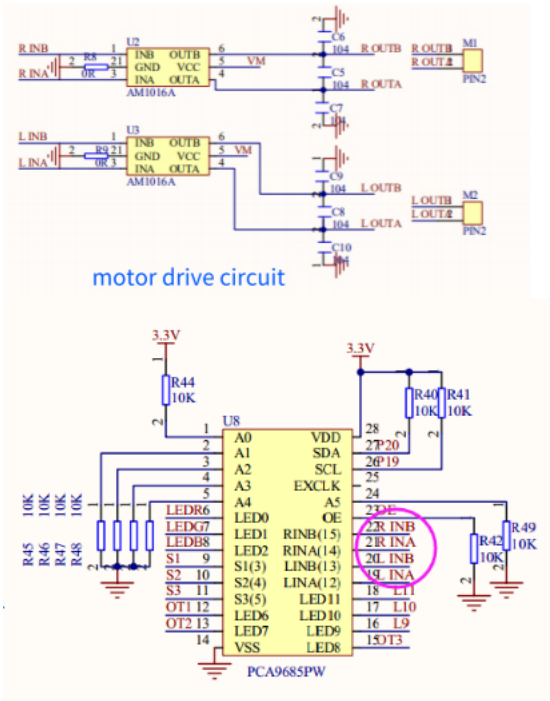 U2
R INB 1 INB OUTB 6
R8 2 21 GND VCC 5 VM
R INA 0R 3 INA OUTA 4
AM1016A
C6
104 R OUTB
C5
104 R OUTA
C7
R OUTB
R OUTA 2
M1
PIN2
U3
L INB 1 INB OUTB 6
R9 2 21 GND VCC 5 VM
L INA 0R 3 INA OUTA 4
AM1016A
C9
104 L OUTB
C8
104 L OUTA
C10
L OUTB
L OUTA 2
M2
PIN2
motor drive circuit
3.3V
R44
10K
3.3V
R40
10K
R41
10K
U8
1 A0 VDD 28
2 A1 SDA 27 P20
3 A2 SCL 26 P19
4 A3 EXCLK 25
5 A4 A5 24
LEDR 6 LED0 OE 23 OE
LEDG 7 LED1 RINB(15) 22 R INB
LEDB 8 LED2 RINA(14) 21 R INA
S1 9 S1(3) LINB(13) 20 L INB
S2 10 S2(4) LINA(12) 19 L INA
S3 11 S3(5) LED11 18 L11
OT1 12 LED6 LED10 17 L10
OT2 13 LED7 LED9 16 L9
14 VSS LED8 15 OT3
PCA9685PW
R45 10K
R46 10K
R47 10K
R48 10K
R42
10K
R49
10K